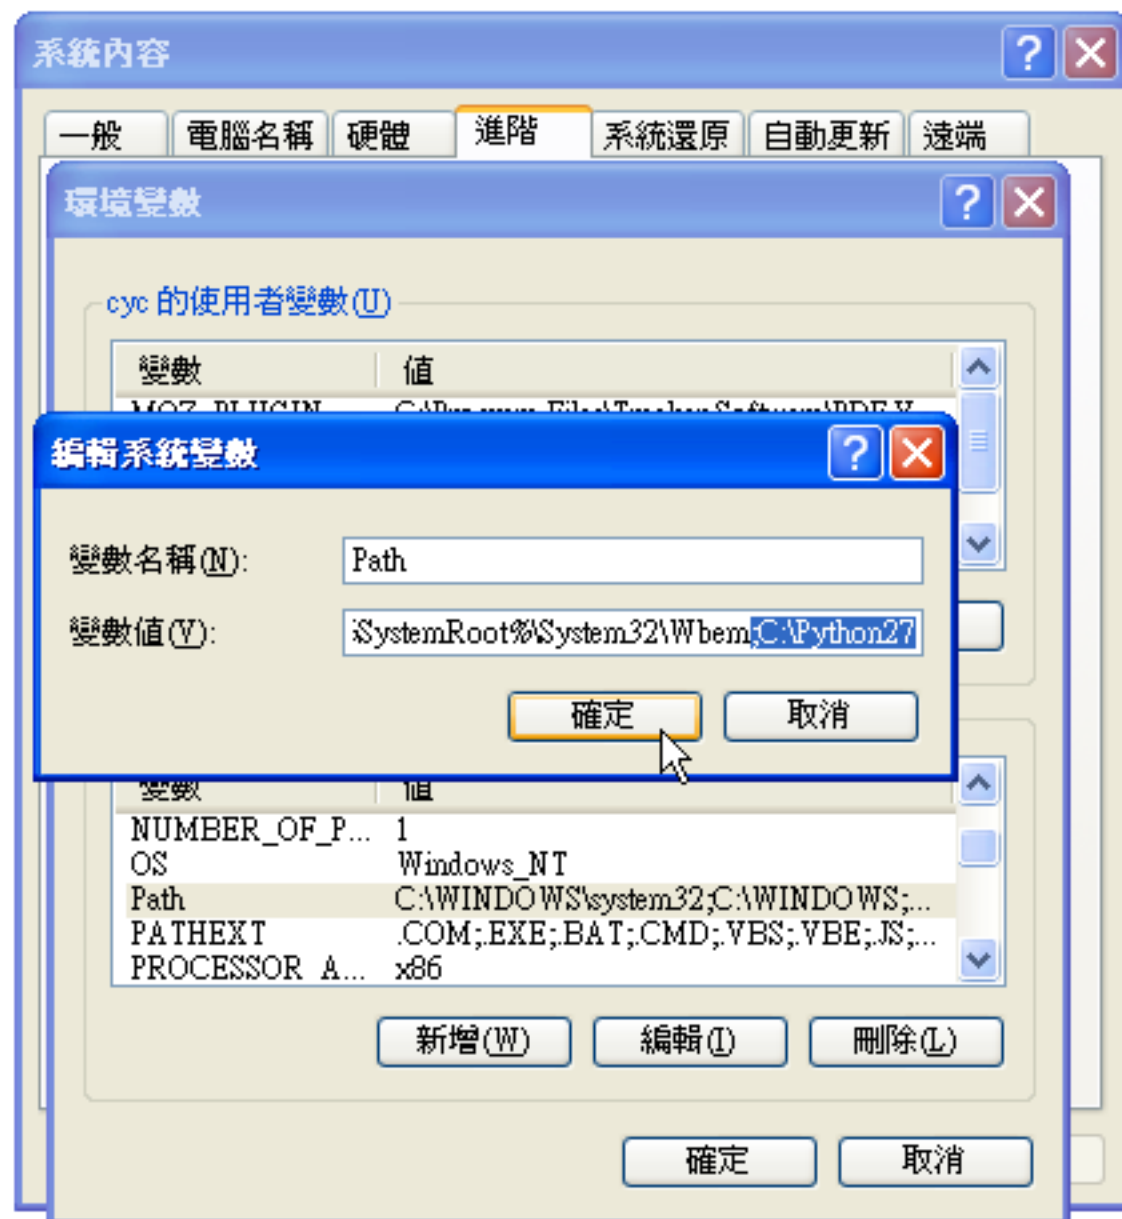 系統內容
一般 電腦名稱 硬體 進階 系統還原 自動更新 遠端
環境變數
cyc 的使用者變數(U)
變數 值
編輯系統變數
變數名稱(N): Path
變數值(V): SystemRoot%\System32\Wbem;C:\Python27
確定 取消
變數 值
NUMBER_OF_P... 1
OS Windows_NT
Path C:\WINDOWS\system32;C:\WINDOWS;...
PATHEXT .COM;.EXE;.BAT;.CMD;.VBS;.VBE;.JS;...
PROCESSOR_A... x86
新增(W) 編輯(I) 刪除(L)
確定 取消